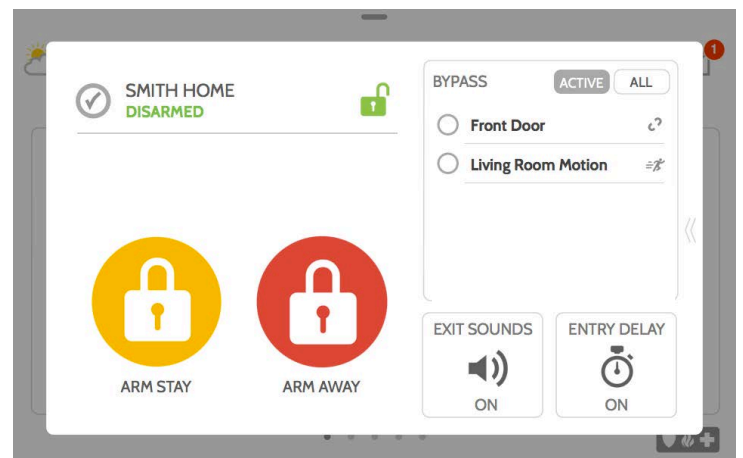 SMITH HOME
DISARMED
ARM STAY
ARM AWAY
BYPASS
ACTIVE
ALL
Front Door
Living Room Motion
EXIT SOUNDS
ON
ENTRY DELAY
ON
1